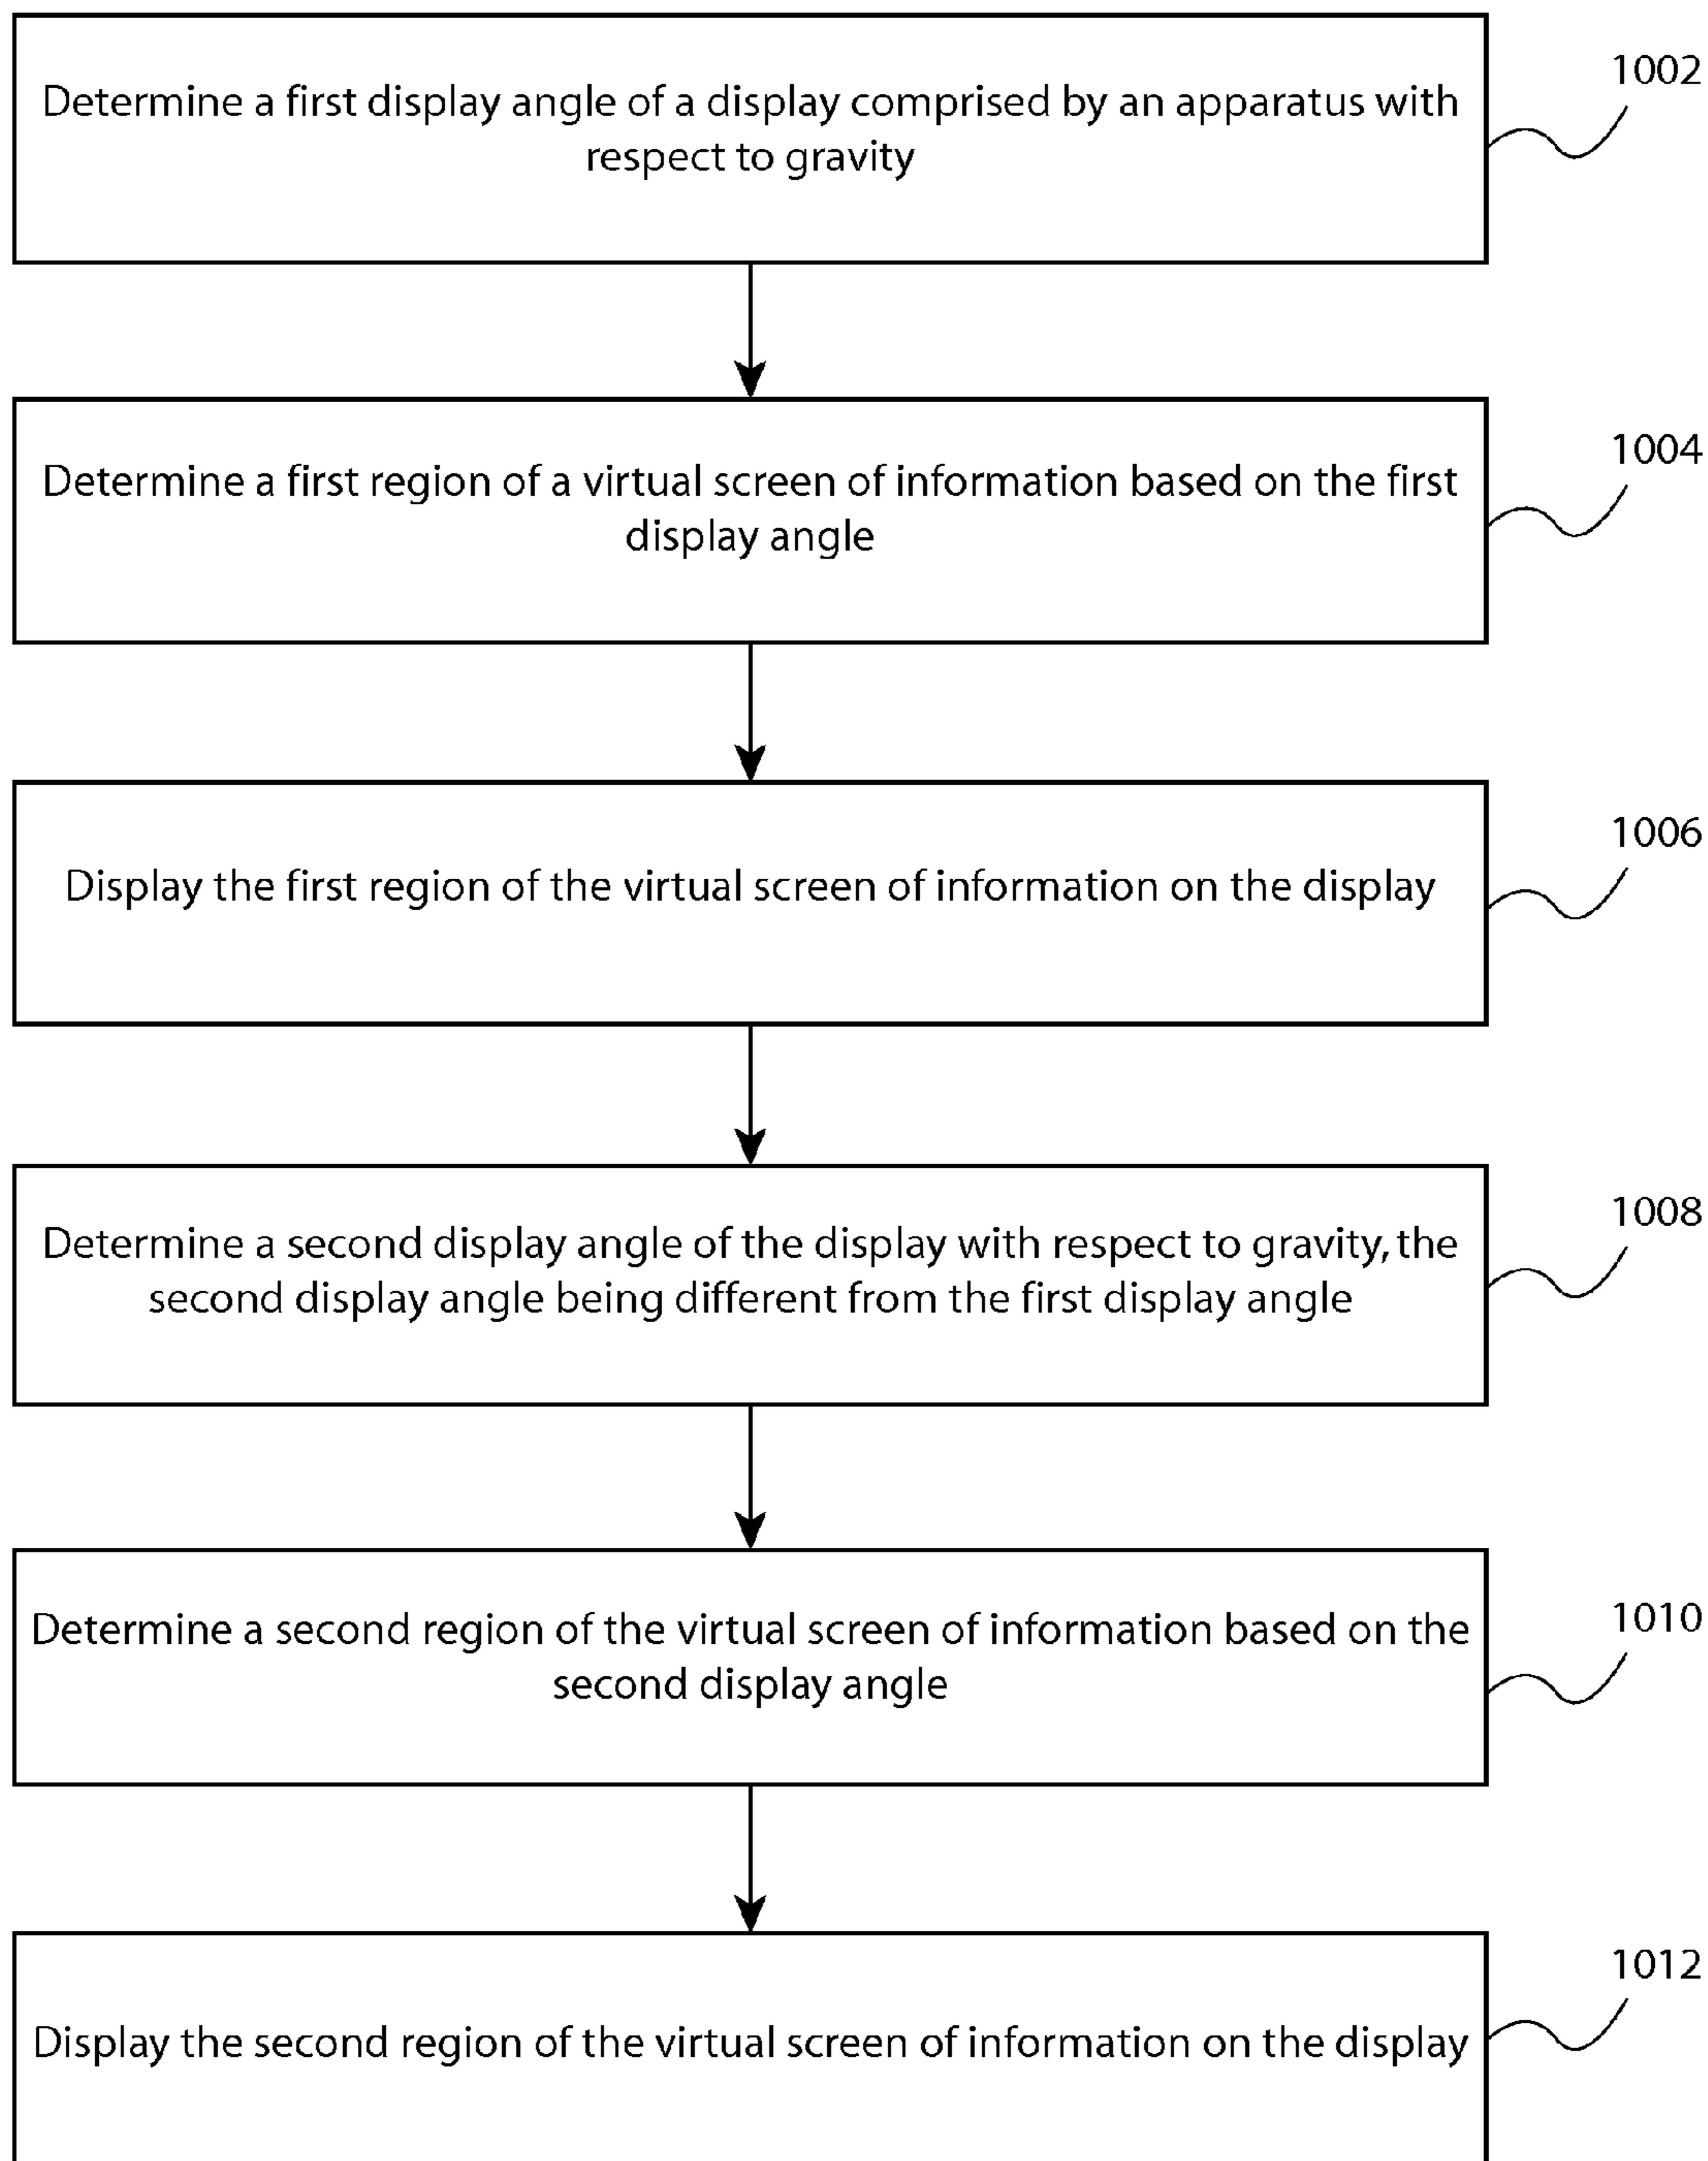 Determine a first display angle of a display comprised by an apparatus with
respect to gravity
1002
Determine a first region of a virtual screen of information based on the first
display angle
1004
Display the first region of the virtual screen of information on the display
1006
Determine a second display angle of the display with respect to gravity, the
second display angle being different from the first display angle
1008
Determine a second region of the virtual screen of information based on the
second display angle
1010
Display the second region of the virtual screen of information on the display
1012